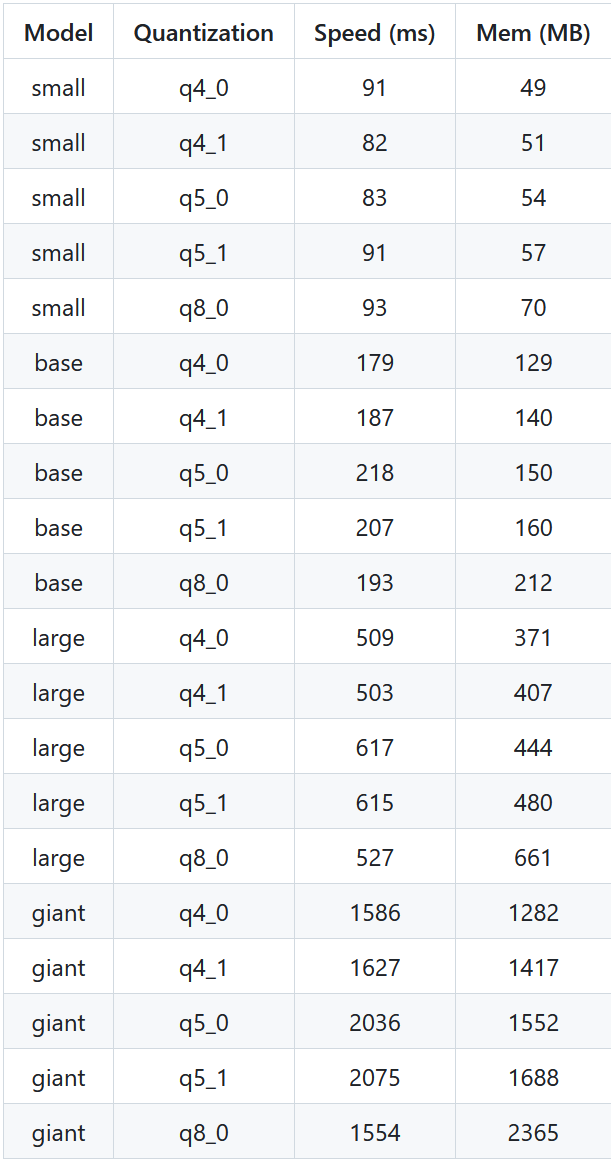 Model Quantization Speed (ms) Mem (MB)
small q4_0 91 49
small q4_1 82 51
small q5_0 83 54
small q5_1 91 57
small q8_0 93 70
base q4_0 179 129
base q4_1 187 140
base q5_0 218 150
base q5_1 207 160
base q8_0 193 212
large q4_0 509 371
large q4_1 503 407
large q5_0 617 444
large q5_1 615 480
large q8_0 527 661
giant q4_0 1586 1282
giant q4_1 1627 1417
giant q5_0 2036 1552
giant q5_1 2075 1688
giant q8_0 1554 2365